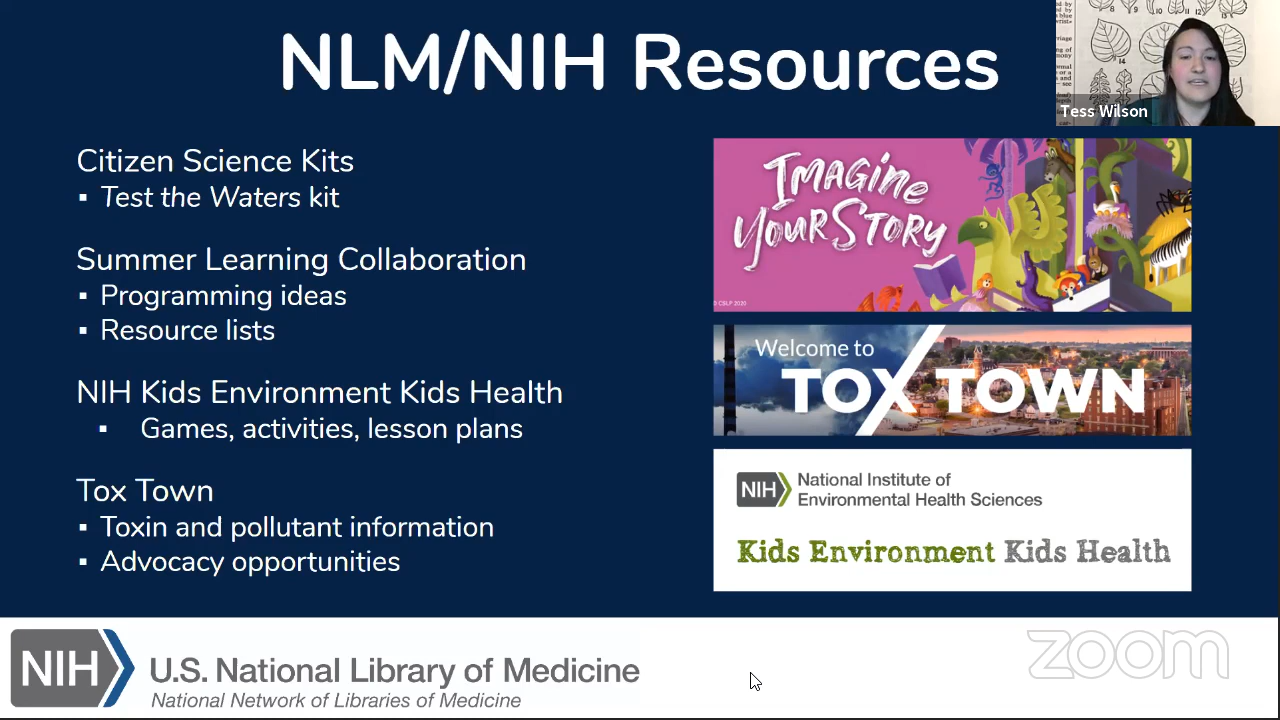 NLM/NIH Resources
Tess Wilson
Citizen Science Kits
▪ Test the Waters kit
Summer Learning Collaboration
▪ Programming ideas
▪ Resource lists
NIH Kids Environment Kids Health
▪ Games, activities, lesson plans
Tox Town
▪ Toxin and pollutant information
▪ Advocacy opportunities
IMAGINE
YOUR STORY
© CSLP 2020
Welcome to
TOX TOWN
NIH
National Institute of
Environmental Health Sciences
Kids Environment Kids Health
NIH
U.S. National Library of Medicine
National Network of Libraries of Medicine
zoom